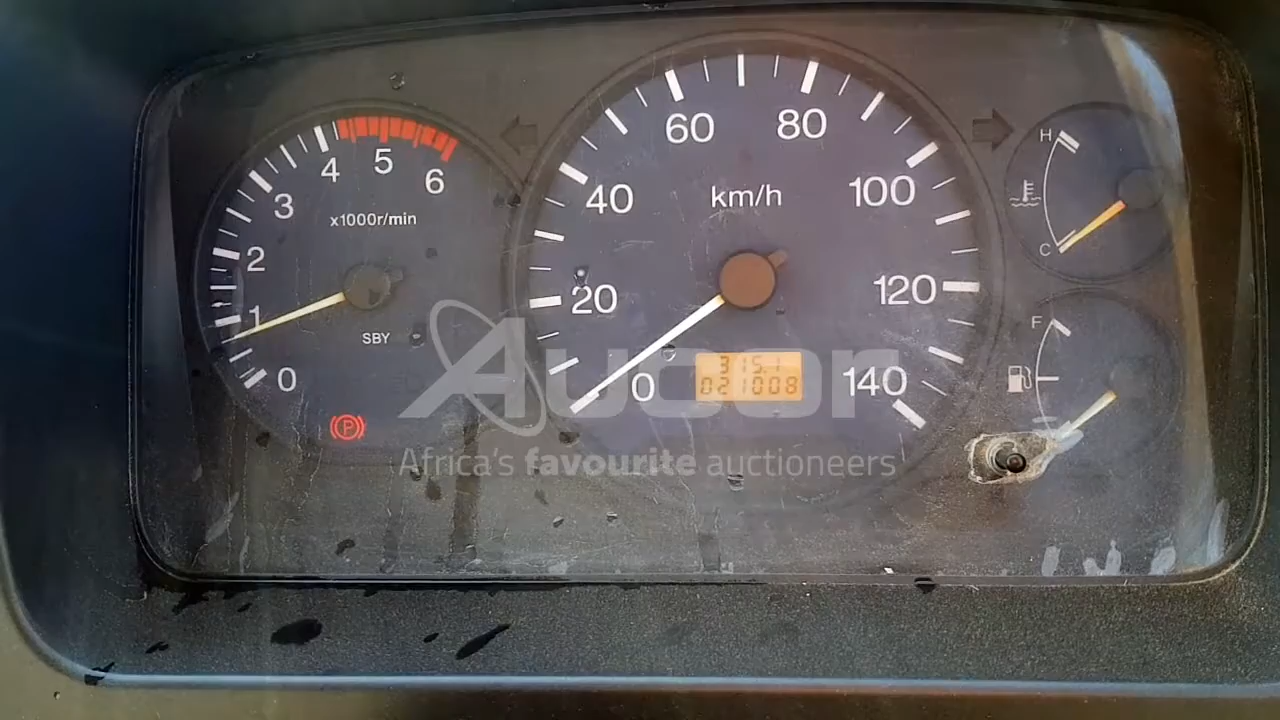 0
1
2
3
4
5
6
x1000r/min
SBY
P
0
20
40
60
80
100
120
140
km/h
315.1
021008
H
C
F
Aucor
Africa's favourite auctioneers